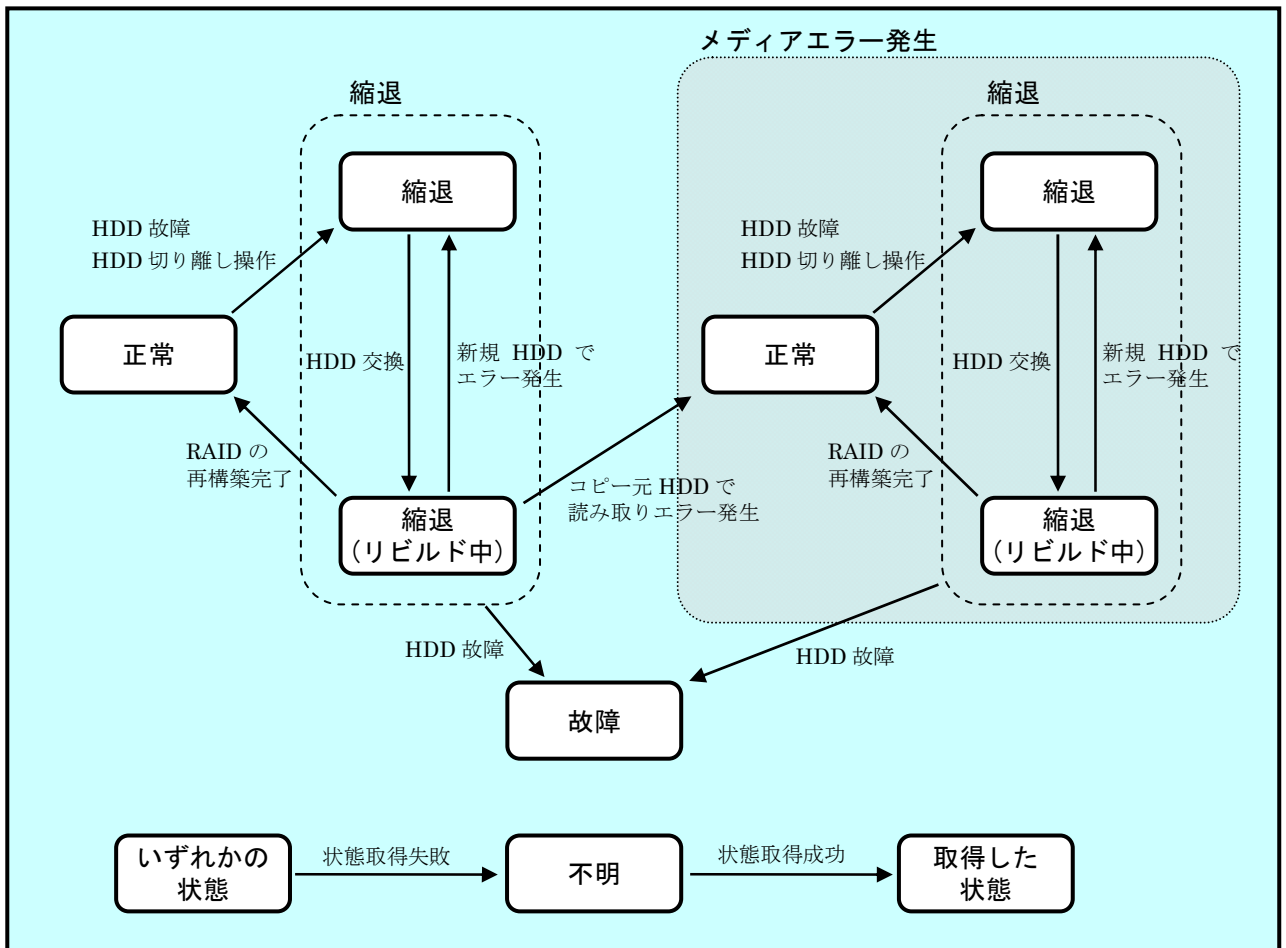 メディアエラー発生
縮退
縮退
縮退
縮退
HDD 故障
HDD 切り離し操作
HDD 故障
HDD 切り離し操作
正常
HDD 交換
新規 HDD で
エラー発生
正常
HDD 交換
新規 HDD で
エラー発生
RAID の
再構築完了
RAID の
再構築完了
コピー元 HDD で
読み取りエラー発生
縮退
(リビルド中)
縮退
(リビルド中)
HDD 故障
HDD 故障
故障
いずれかの
状態
状態取得失敗
不明
状態取得成功
取得した
状態